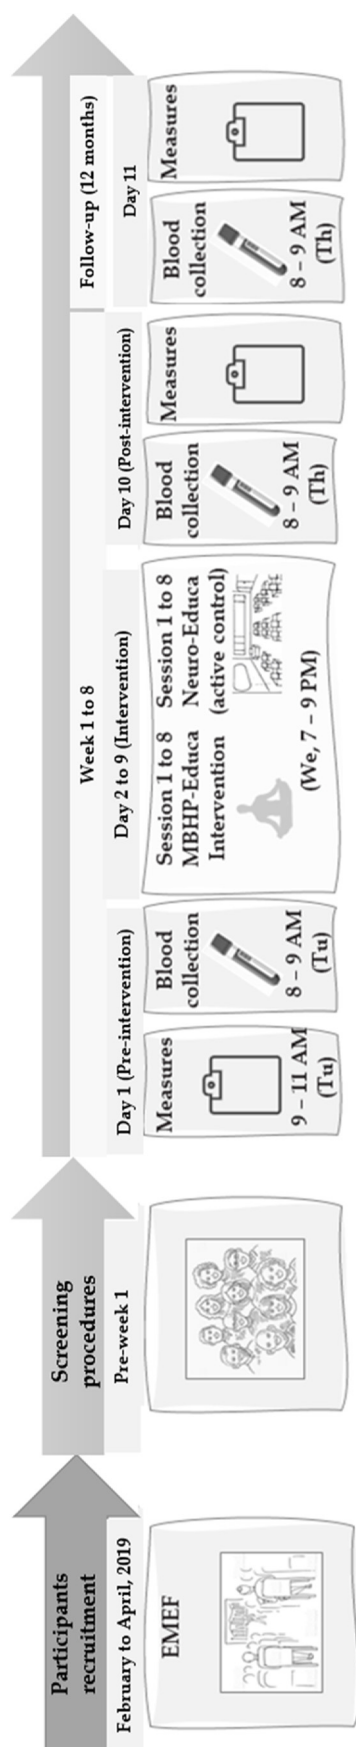 Participants
recruitment
February to April, 2019
EMEF
Screening
procedures
Pre-week 1
Week 1 to 8
Day 1 (Pre-intervention)
Measures
9 – 11 AM
(Tu)
Blood
collection
8 – 9 AM
(Tu)
Day 2 to 9 (Intervention)
Session 1 to 8
MBHP-Educa
Intervention
Session 1 to 8
Neuro-Educa
(active control)
(We, 7 – 9 PM)
Day 10 (Post-intervention)
Blood
collection
8 – 9 AM
(Th)
Measures
Follow-up (12 months)
Day 11
Blood
collection
8 – 9 AM
(Th)
Measures